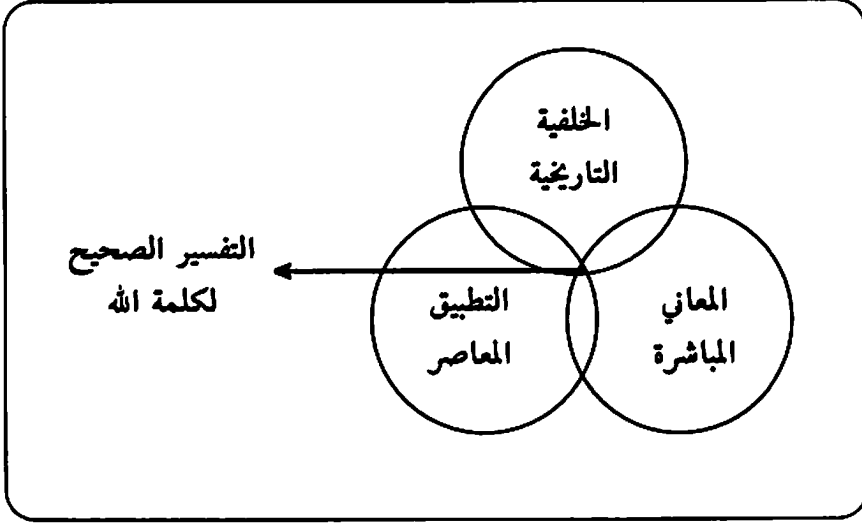 الخلفية
التاريخية
المعاني
المباشرة
التطبيق
المعاصر
التفسير الصحيح
لكلمة الله